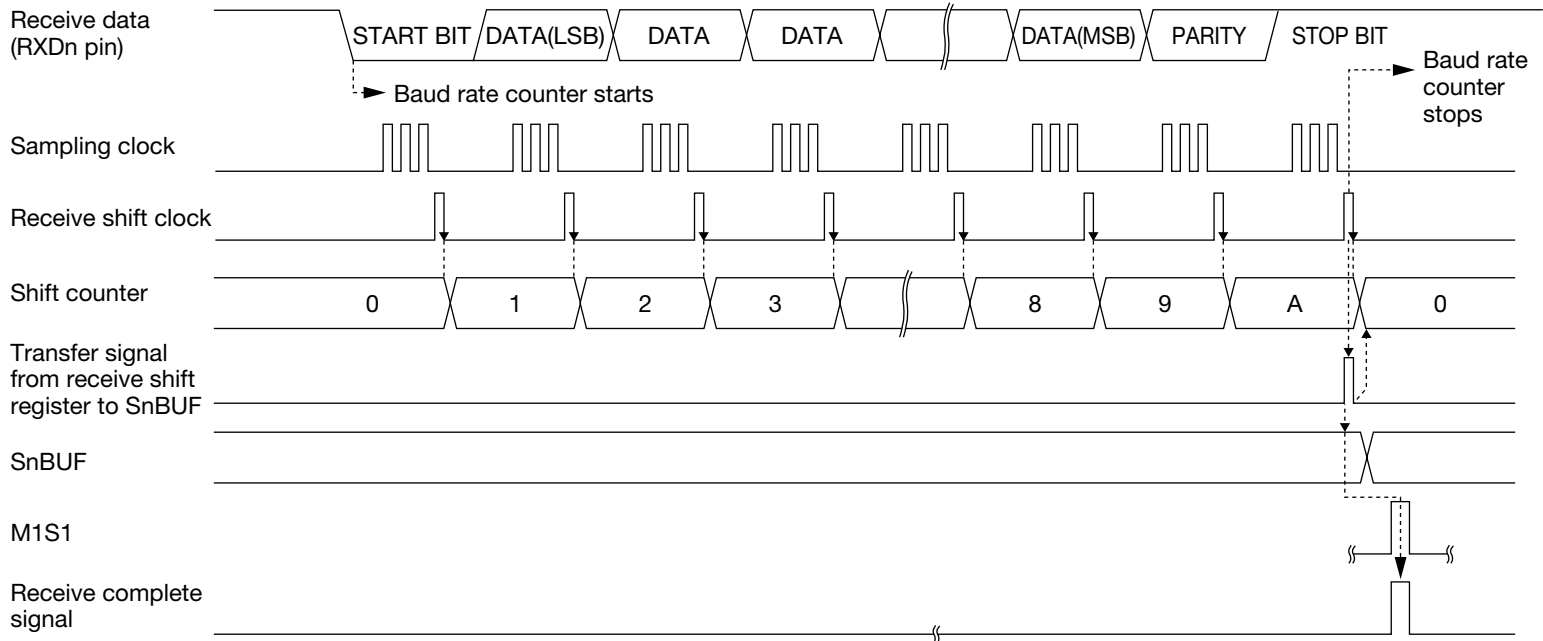 Receive data
(RXDn pin)
START BIT DATA(LSB) DATA DATA DATA(MSB) PARITY STOP BIT
Baud rate counter starts
Baud rate
counter
stops
Sampling clock
Receive shift clock
Shift counter
0 1 2 3 8 9 A 0
Transfer signal
from receive shift
register to SnBUF
SnBUF
M1S1
Receive complete
signal